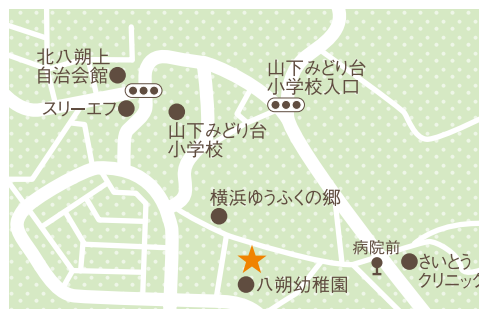 北八朔上
自治会館
スリーエフ
山下みどり台
小学校入口
山下みどり台
小学校
横浜ゆうふくの郷
病院前
さいとう
クリニック
八朔幼稚園